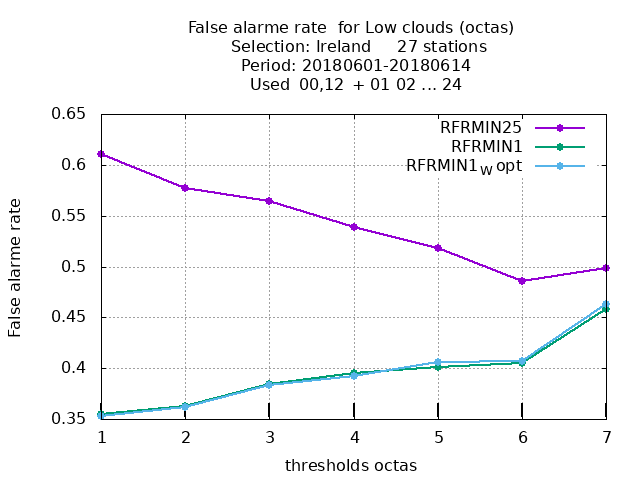 False alarme rate  for Low clouds (octas)
Selection: Ireland     27 stations
Period: 20180601-20180614
Used  00,12  + 01 02 ... 24
RFRMIN25
RFRMIN1
RFRMIN1W opt
False alarme rate
0.65
0.6
0.55
0.5
0.45
0.4
0.35
1 2 3 4 5 6 7
thresholds octas